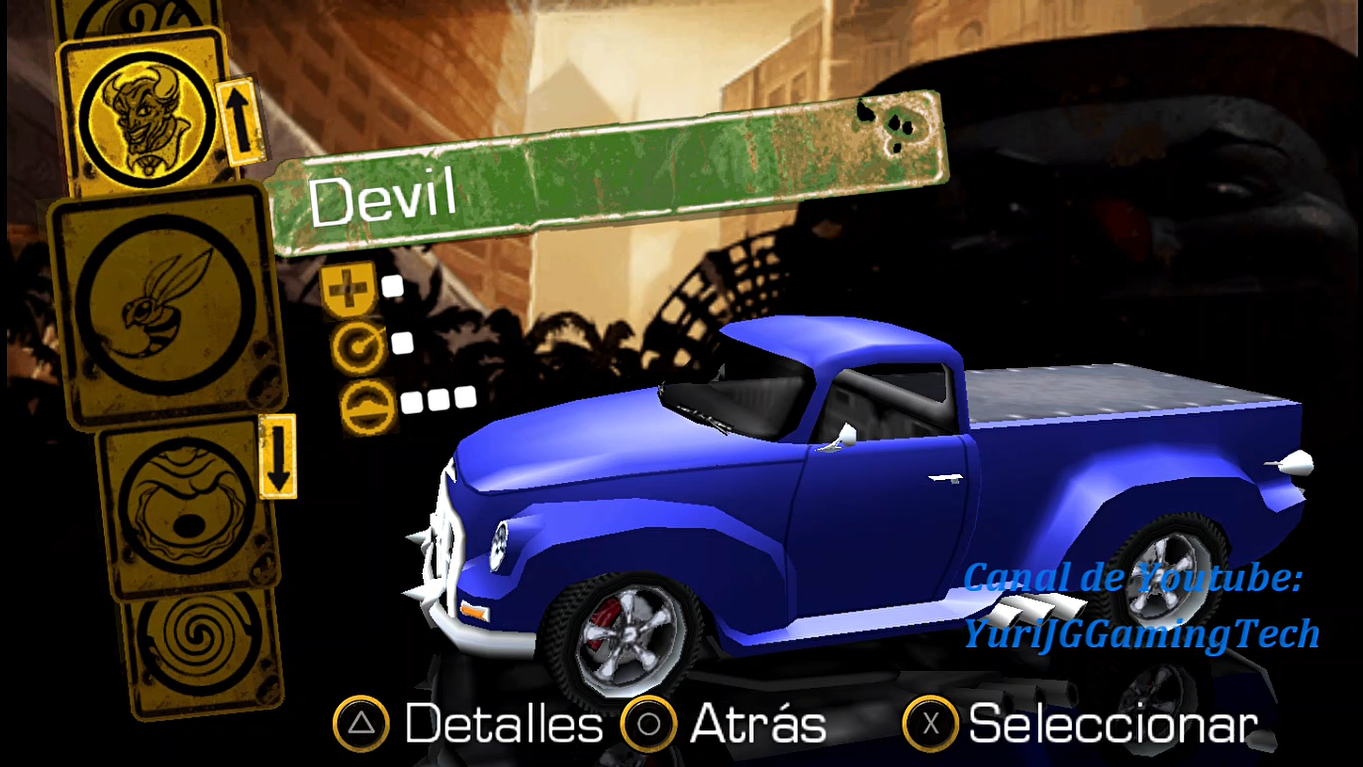 Devil
Canal de Youtube:
YuriJGGamingTech
Detalles Atrás X Seleccionar